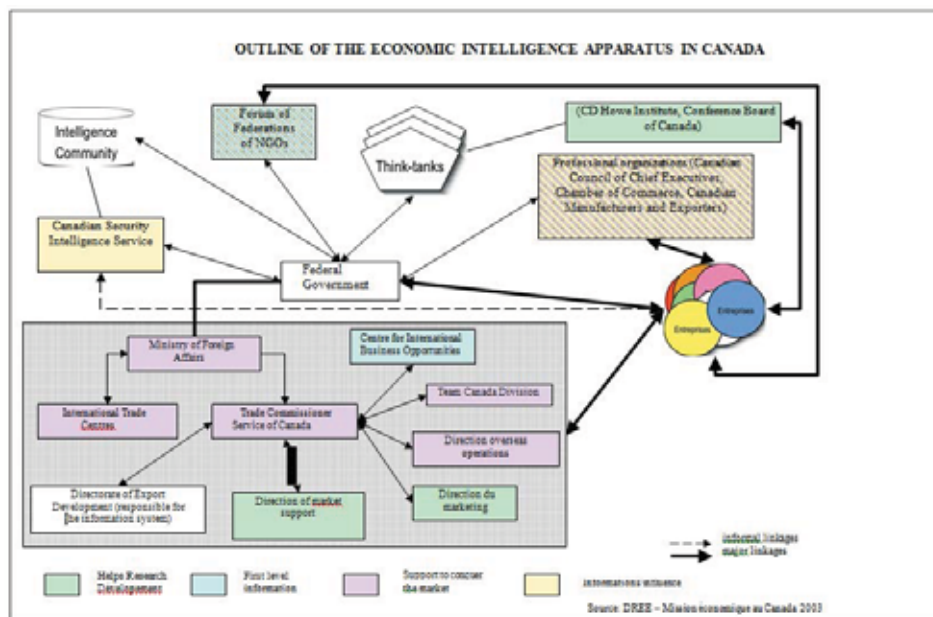 OUTLINE OF THE ECONOMIC INTELLIGENCE APPARATUS IN CANADA
Intelligence
Community
Forum of
Federations
of NGOs
Think-tanks
(CD Howe Institute, Conference Board
of Canada)
Professional organizations (Canadian
Council of Chief Executives,
Chamber of Commerce, Canadian
Manufacturers and Exporters)
Canadian Security
Intelligence Service
Federal
Government
Entreprises
Entreprises
Ministry of Foreign
Affairs
Centre for International
Business Opportunities
Team Canada Division
International Trade
Centres
Trade Commissioner
Service of Canada
Direction overseas
operations
Directorate of Export
Development (responsible for
the information system)
Direction of market
support
Direction du
marketing
informal linkages
major linkages
Helps Research
Developement
First level
information
Support to conquer
the market
Informations influence
Source: DREE – Mission économique au Canada 2003